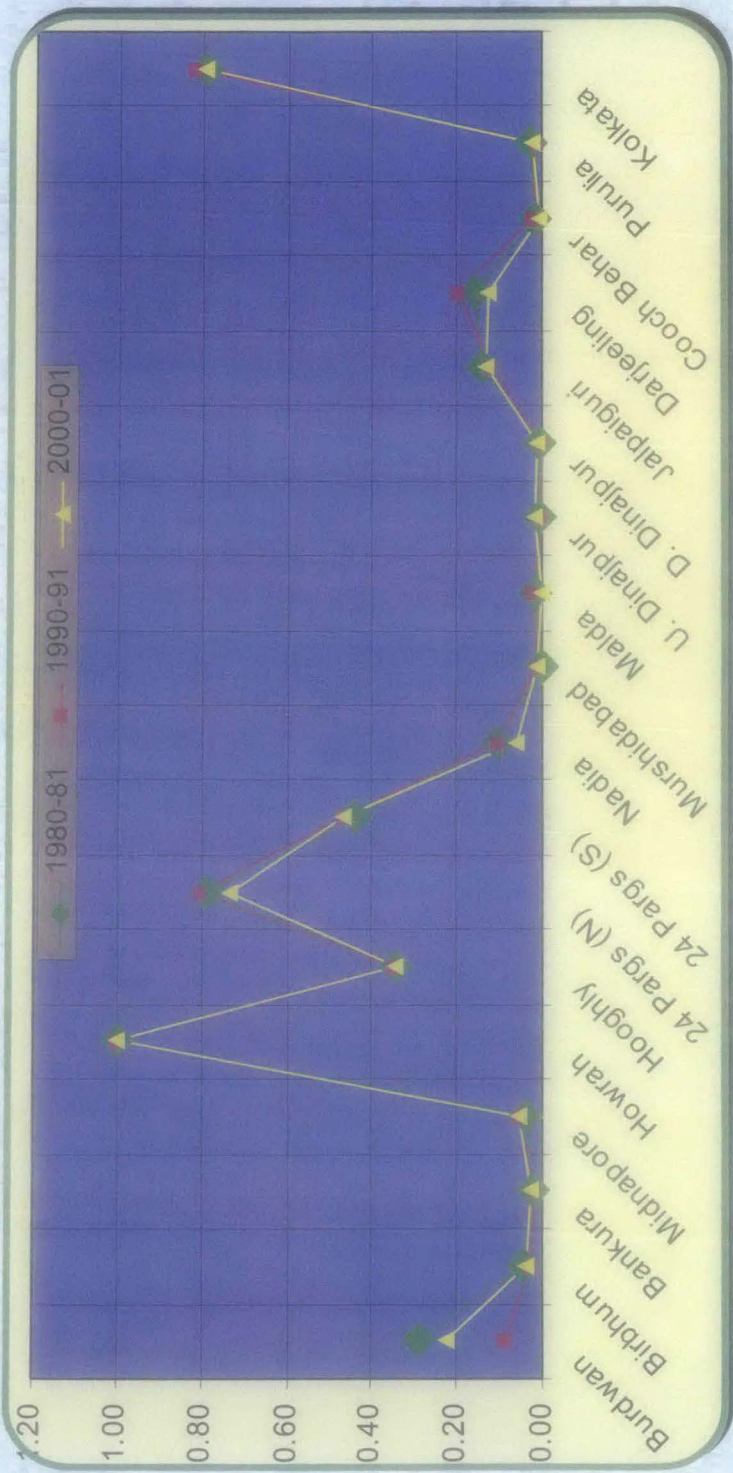 1980-81 1990-91 2000-01
1.20
1.00
0.80
0.60
0.40
0.20
0.00
Burdwan
Birbhum
Bankura
Midnapore
Howrah
Hooghly
24 Pargs (N)
24 Pargs (S)
Nadia
Murshidabad
Malda
U. Dinajpur
D. Dinajpur
Jalpaiguri
Darjeeling
Cooch Behar
Purulia
Kolkata